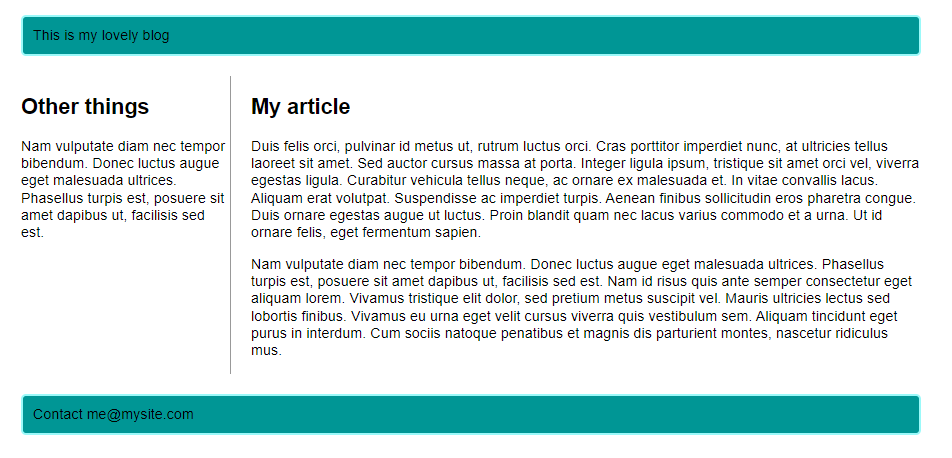 This is my lovely blog
Other things
Nam vulputate diam nec tempor
bibendum. Donec luctus augue
eget malesuada ultrices.
Phasellus turpis est, posuere sit
amet dapibus ut, facilisis sed
est.
My article
Duis felis orci, pulvinar id metus ut, rutrum luctus orci. Cras porttitor imperdiet nunc, at ultricies tellus
laoreet sit amet. Sed auctor cursus massa at porta. Integer ligula ipsum, tristique sit amet orci vel, viverra
egestas ligula. Curabitur vehicula tellus neque, ac ornare ex malesuada et. In vitae convallis lacus.
Aliquam erat volutpat. Suspendisse ac imperdiet turpis. Aenean finibus sollicitudin eros pharetra congue.
Duis ornare egestas augue ut luctus. Proin blandit quam nec lacus varius commodo et a urna. Ut id
ornare felis, eget fermentum sapien.
Nam vulputate diam nec tempor bibendum. Donec luctus augue eget malesuada ultrices. Phasellus
turpis est, posuere sit amet dapibus ut, facilisis sed est. Nam id risus quis ante semper consectetur eget
aliquam lorem. Vivamus tristique elit dolor, sed pretium metus suscipit vel. Mauris ultricies lectus sed
lobortis finibus. Vivamus eu urna eget velit cursus viverra quis vestibulum sem. Aliquam tincidunt eget
purus in interdum. Cum sociis natoque penatibus et magnis dis parturient montes, nascetur ridiculus
mus.
Contact me@mysite.com